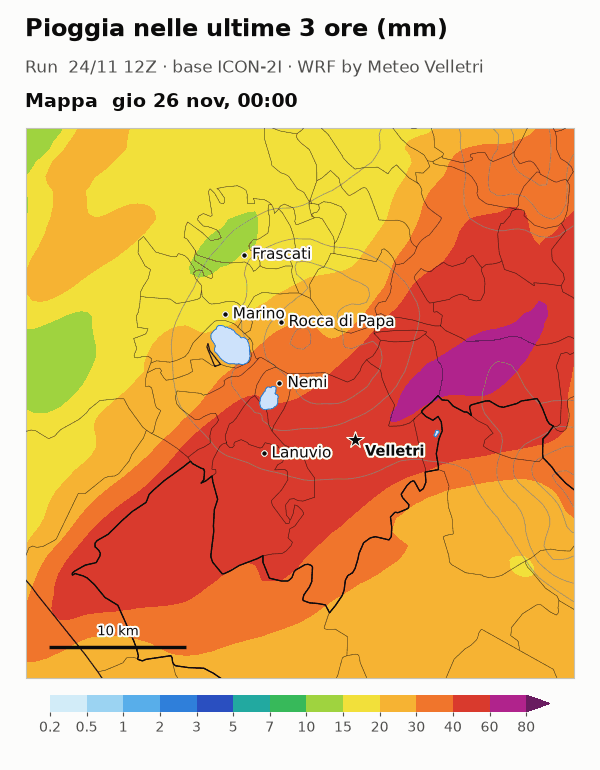 Pioggia nelle ultime 3 ore (mm)
Run  24/11 12Z · base ICON-2I · WRF by Meteo Velletri
Mappa  gio 26 nov, 00:00
Frascati
Marino
Rocca di Papa
Nemi
Velletri
Lanuvio
10 km
0.2 0.5 1 2 3 5 7 10 15 20 30 40 60 80